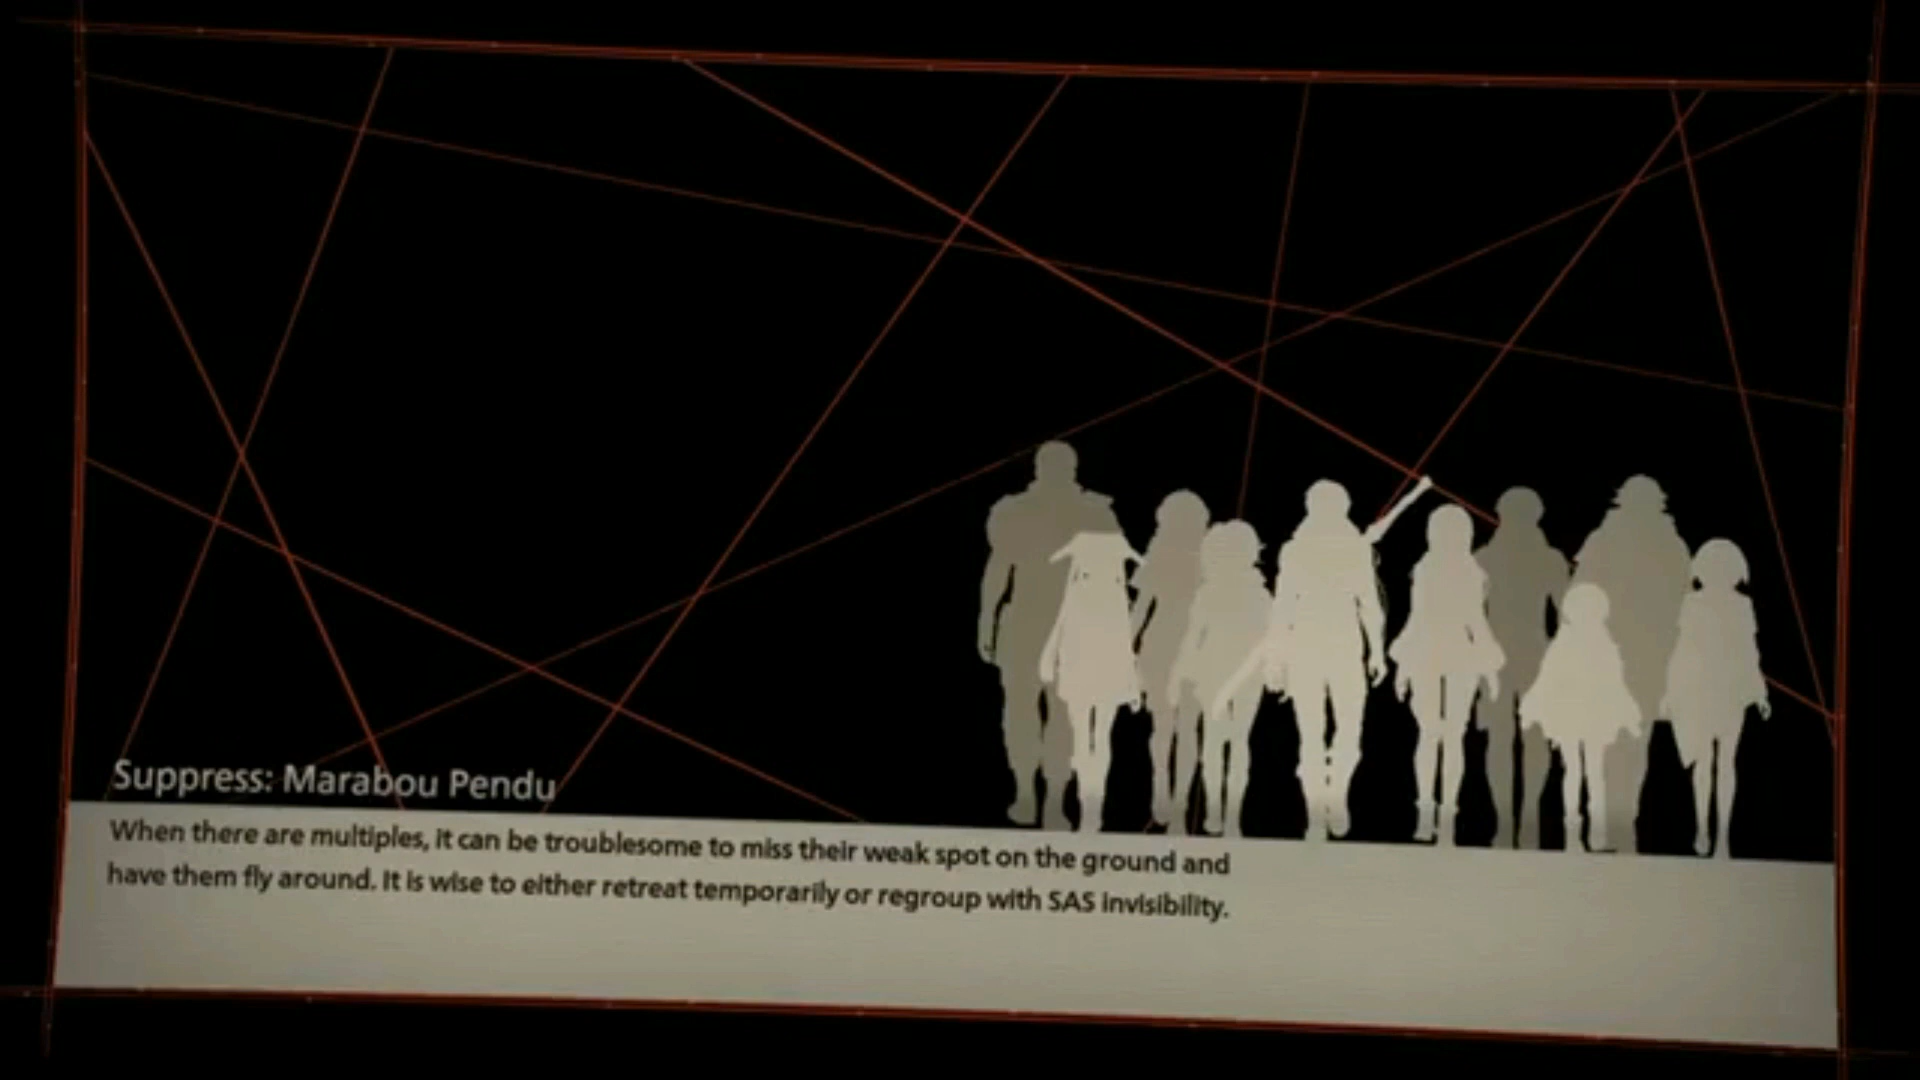 Suppress: Marabou Pendu
When there are multiples, it can be troublesome to miss their weak spot on the ground and
have them fly around. It is wise to either retreat temporarily or regroup with SAS invisibility.